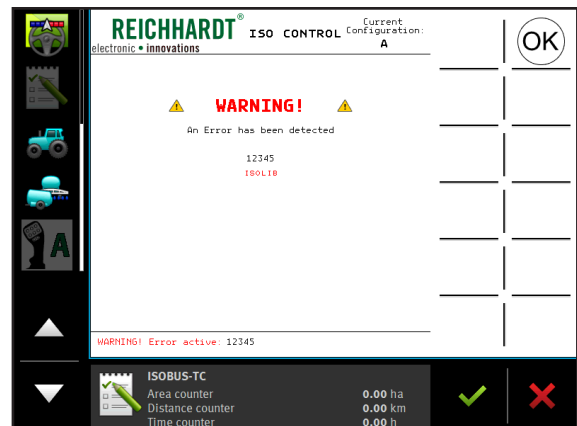 REICHHARDT®
electronic • innovations
ISO CONTROL
Current
Configuration:
A
OK
WARNING!
An Error has been detected
12345
ISOLIB
A
WARNING! Error active: 12345
ISOBUS-TC
Area counter 0.00 ha
Distance counter 0.00 km
Time counter 0.00 h